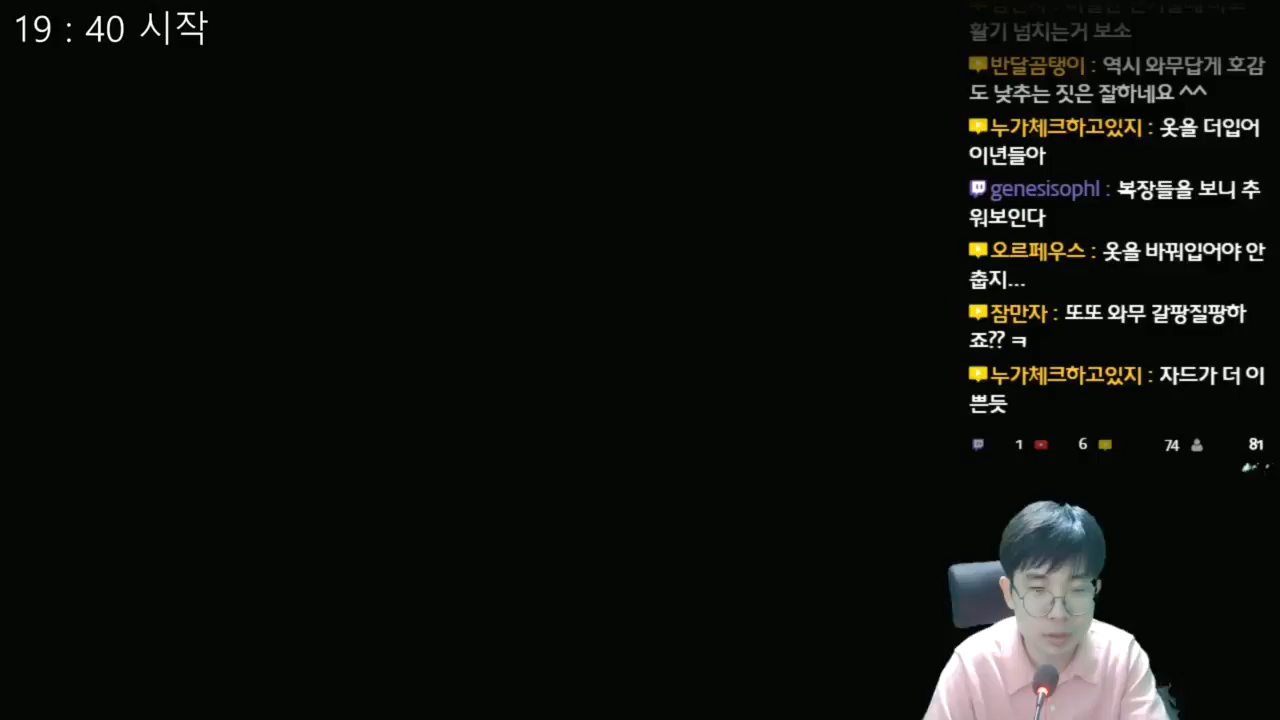 19 : 40 시작
활기 넘치는거 보소
반달곰탱이 : 역시 와무답게 호감
도 낮추는 짓은 잘하네요 ^^
누가체크하고있지 : 옷을 더입어
이년들아
genesisophl : 복장들을 보니 추
워보인다
오르페우스 : 옷을 바꿔입어야 안
춥지...
잠만자 : 또또 와무 갈팡질팡하
죠?? ㅋ
누가체크하고있지 : 자드가 더 이
쁜듯
1 6 74 81